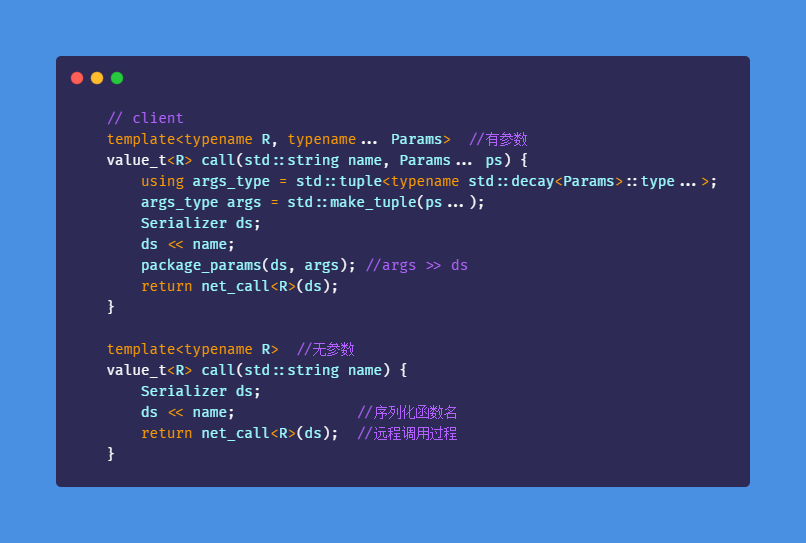 // client
template<typename R, typename... Params>  //有参数
value_t<R> call(std::string name, Params... ps) {
    using args_type = std::tuple<typename std::decay<Params>::type...>;
    args_type args = std::make_tuple(ps...);
    Serializer ds;
    ds << name;
    package_params(ds, args); //args >> ds
    return net_call<R>(ds);
}

template<typename R>  //无参数
value_t<R> call(std::string name) {
    Serializer ds;
    ds << name;              //序列化函数名
    return net_call<R>(ds);  //远程调用过程
}